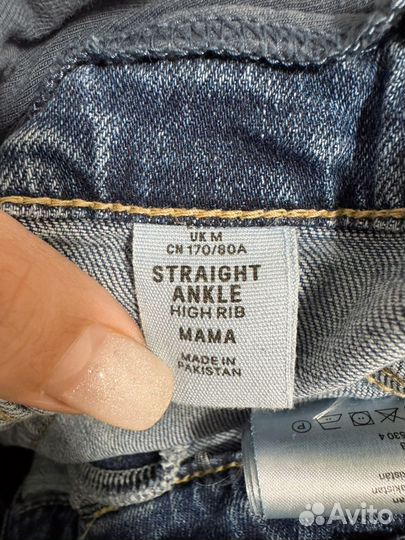 UK M
CN 170/80A
STRAIGHT
ANKLE
HIGH RIB
MAMA
MADE IN
PAKISTAN
Avito